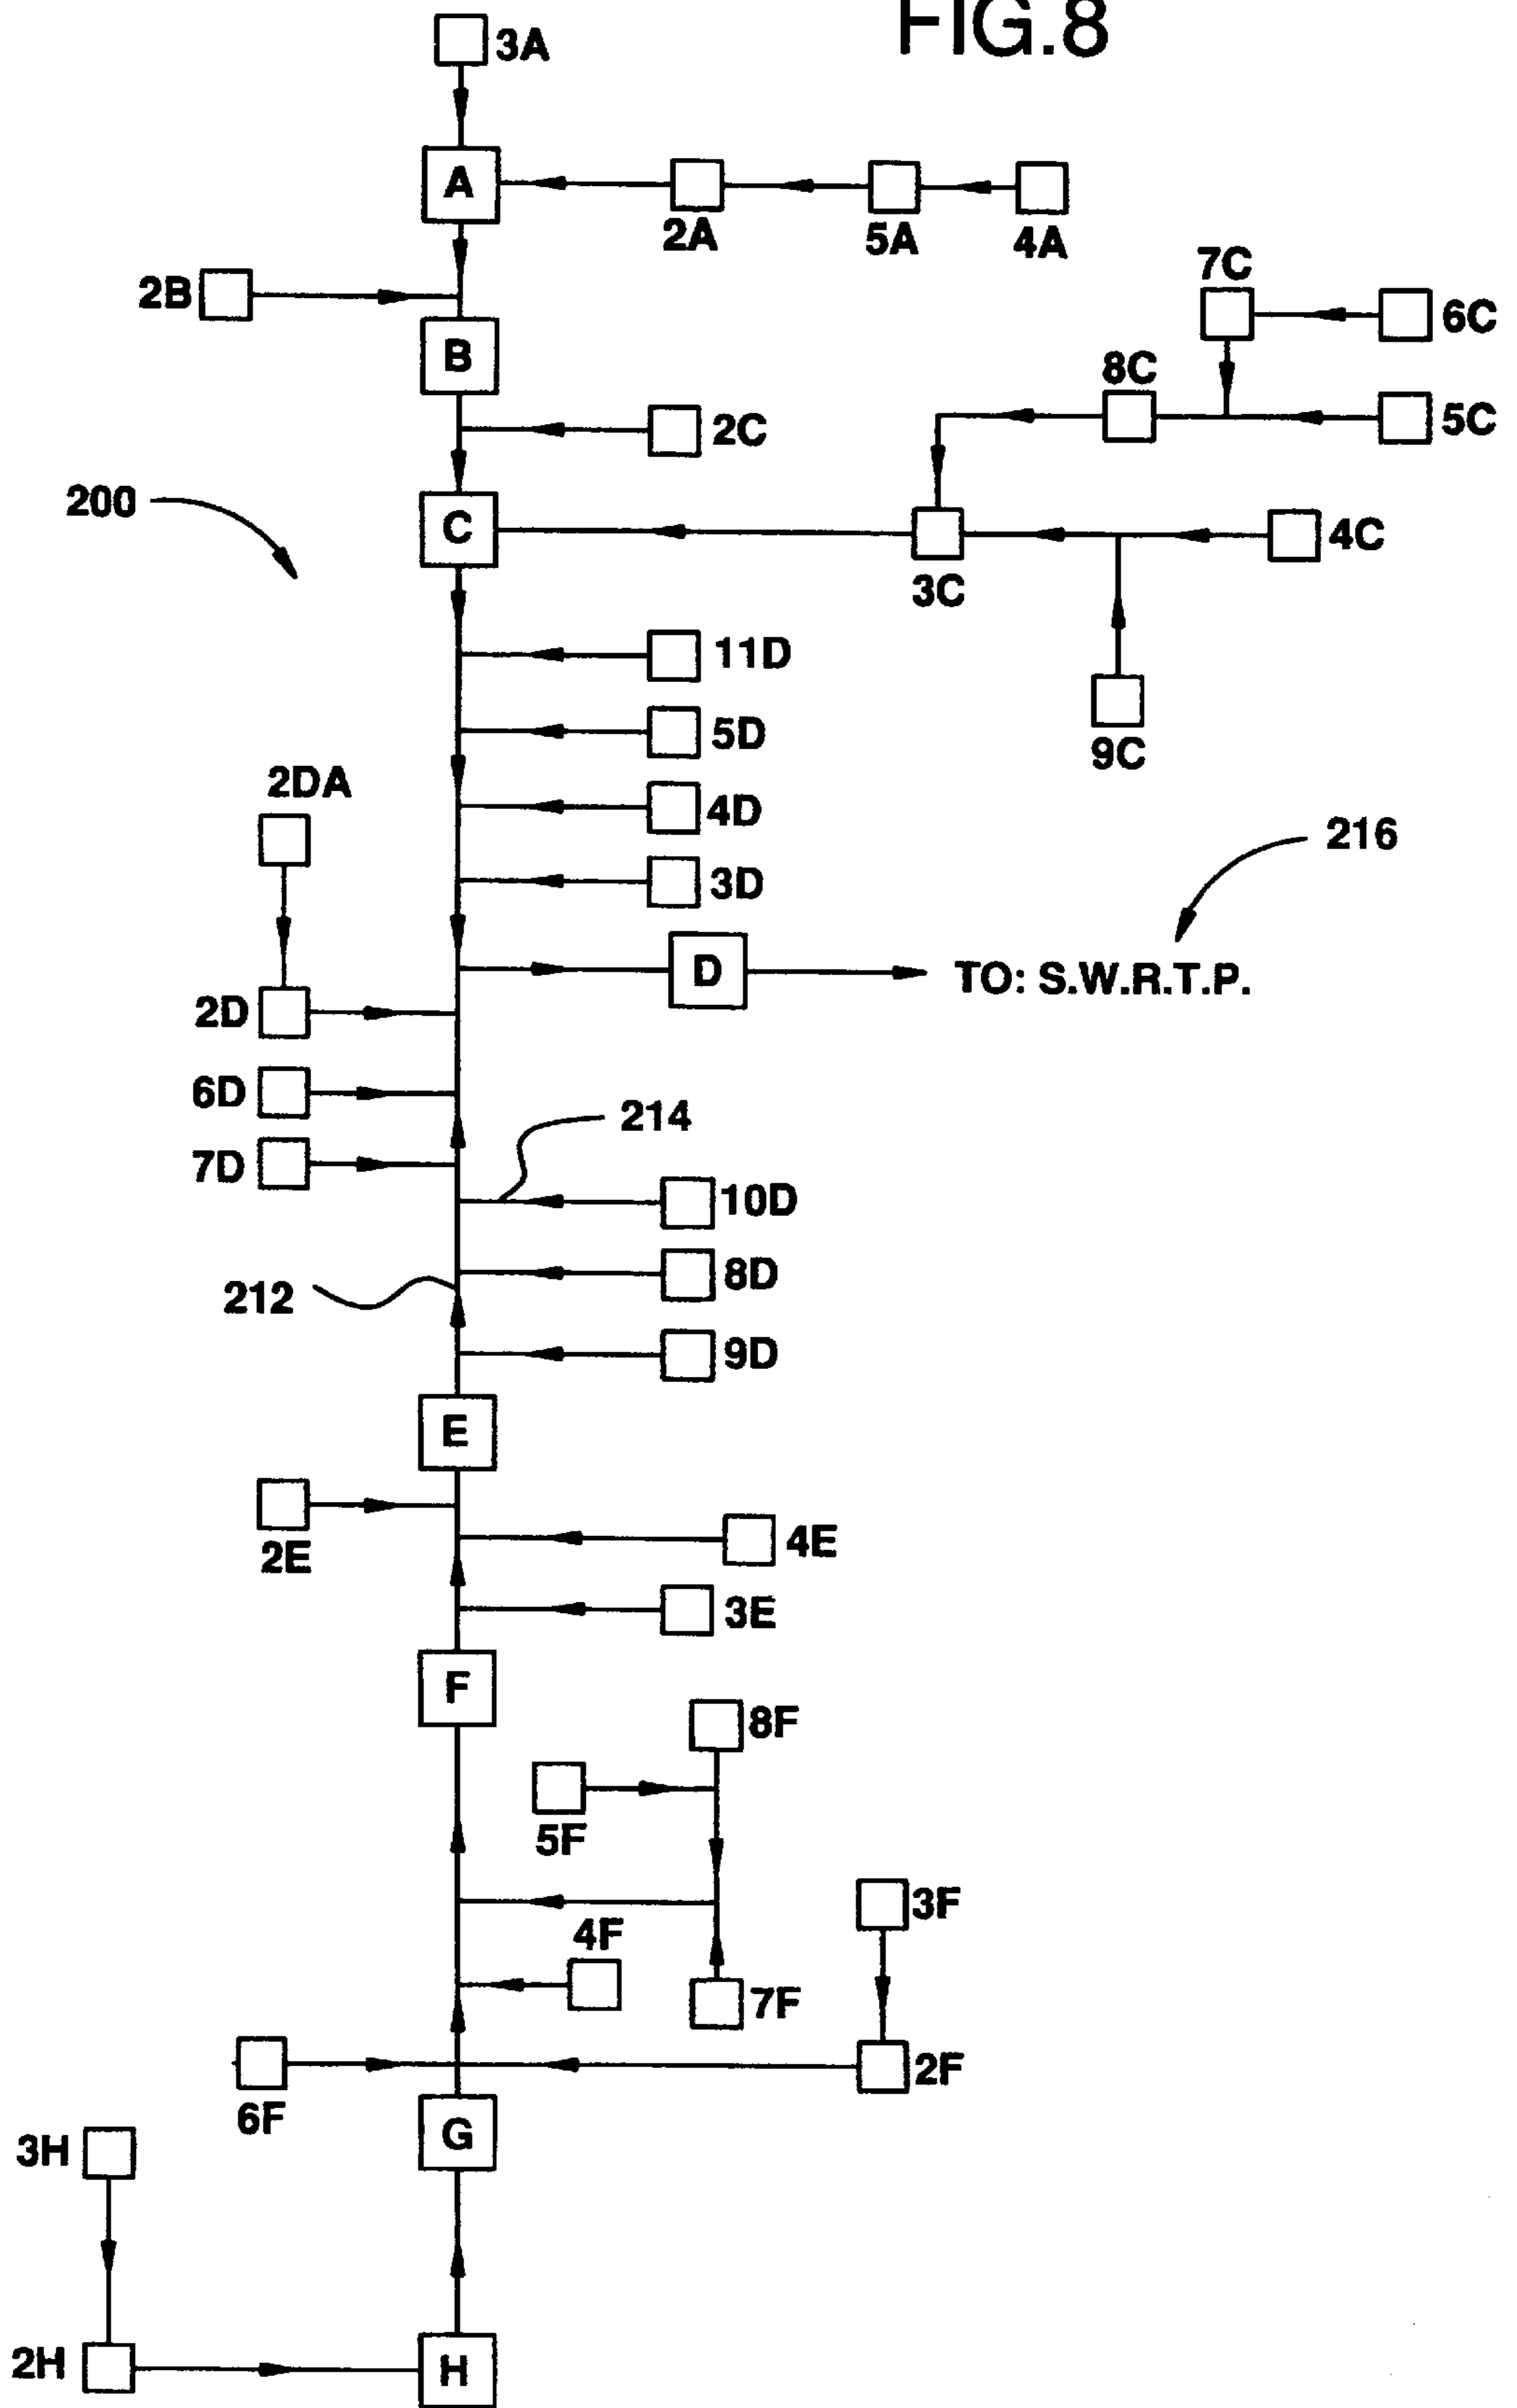 FIG.8
3A
A
2A
5A
4A
2B
7C
6C
B
8C
2C
5C
200
C
3C
4C
11D
5D
9C
2DA
4D
216
3D
D
TO: S.W.R.T.P.
2D
6D
214
7D
10D
8D
212
9D
E
2E
4E
3E
F
8F
5F
3F
4F
7F
2F
6F
G
3H
2H
H